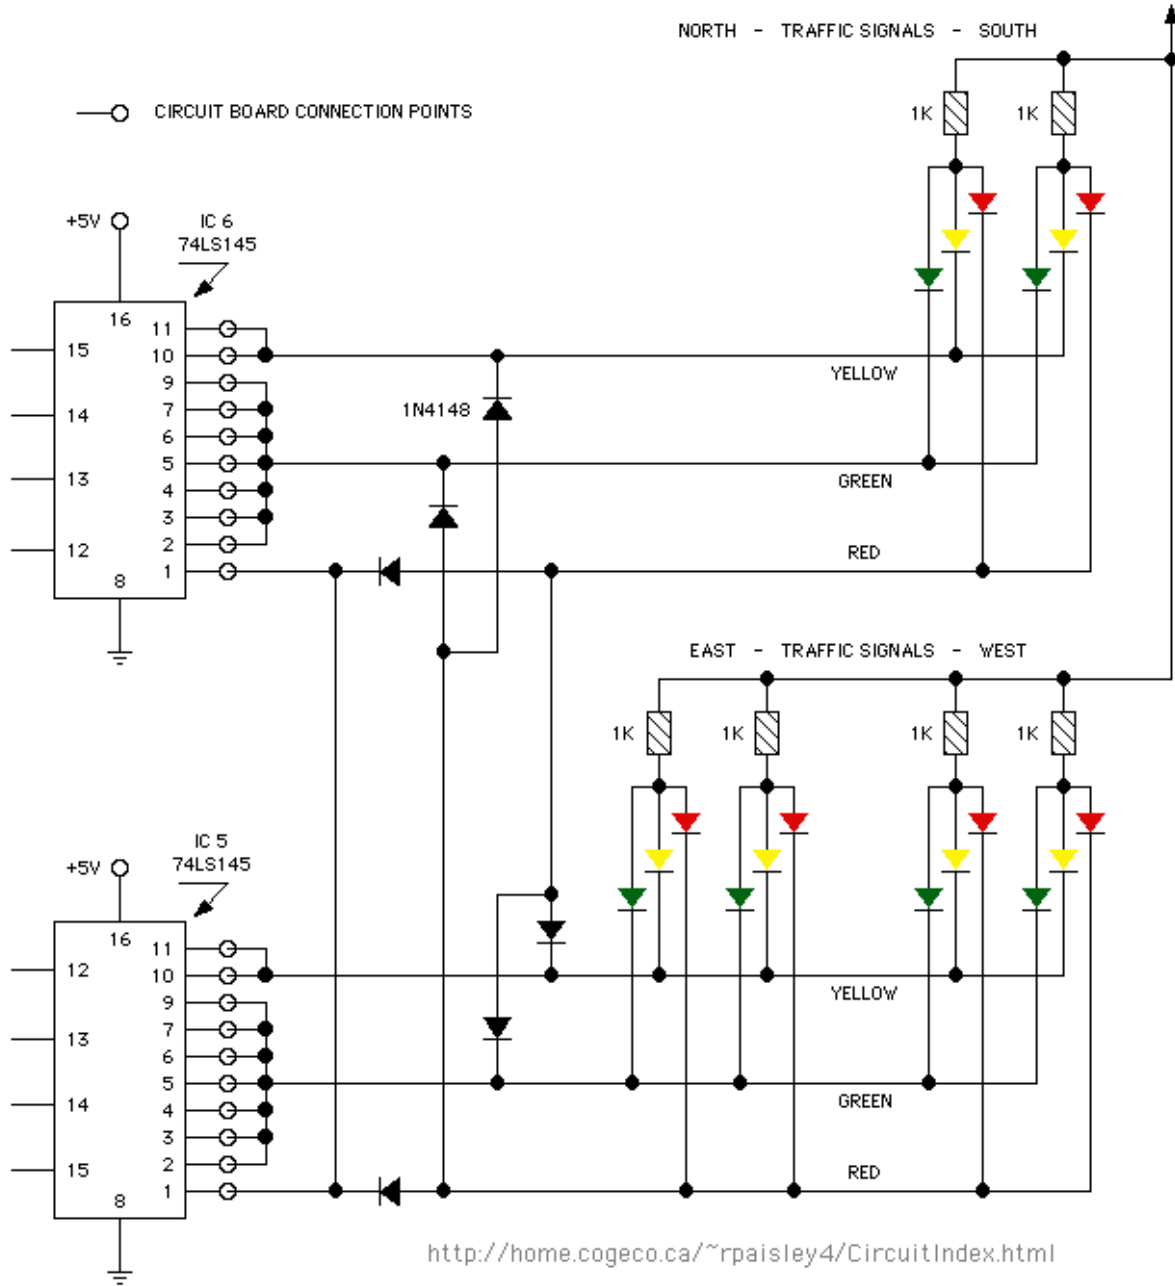 NORTH - TRAFFIC SIGNALS - SOUTH
CIRCUIT BOARD CONNECTION POINTS
1K
1K
+5V
IC 6
74LS145
16
15
14
13
12
8
11
10
9
7
6
5
4
3
2
1
1N4148
YELLOW
GREEN
RED
EAST - TRAFFIC SIGNALS - WEST
1K
1K
1K
1K
+5V
IC 5
74LS145
16
12
13
14
15
8
11
10
9
7
6
5
4
3
2
1
YELLOW
GREEN
RED
http://home.cogeco.ca/~rpaisley4/CircuitIndex.html